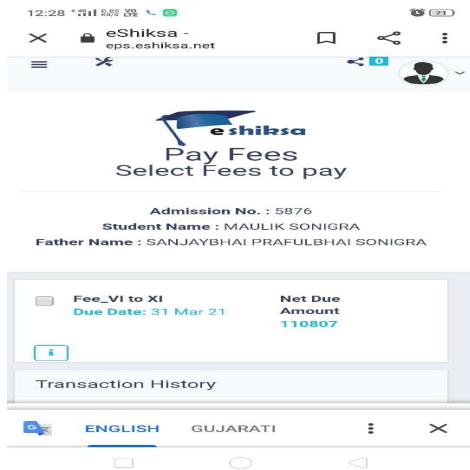 12:28
eShiksa -
eps.eshiksa.net
0
eshiksa
Pay Fees
Select Fees to pay
Admission No. : 5876
Student Name : MAULIK SONIGRA
Father Name : SANJAYBHAI PRAFULBHAI SONIGRA
Fee_VI to XI Net Due
Due Date: 31 Mar 21 Amount
110807
i
Transaction History
ENGLISH GUJARATI